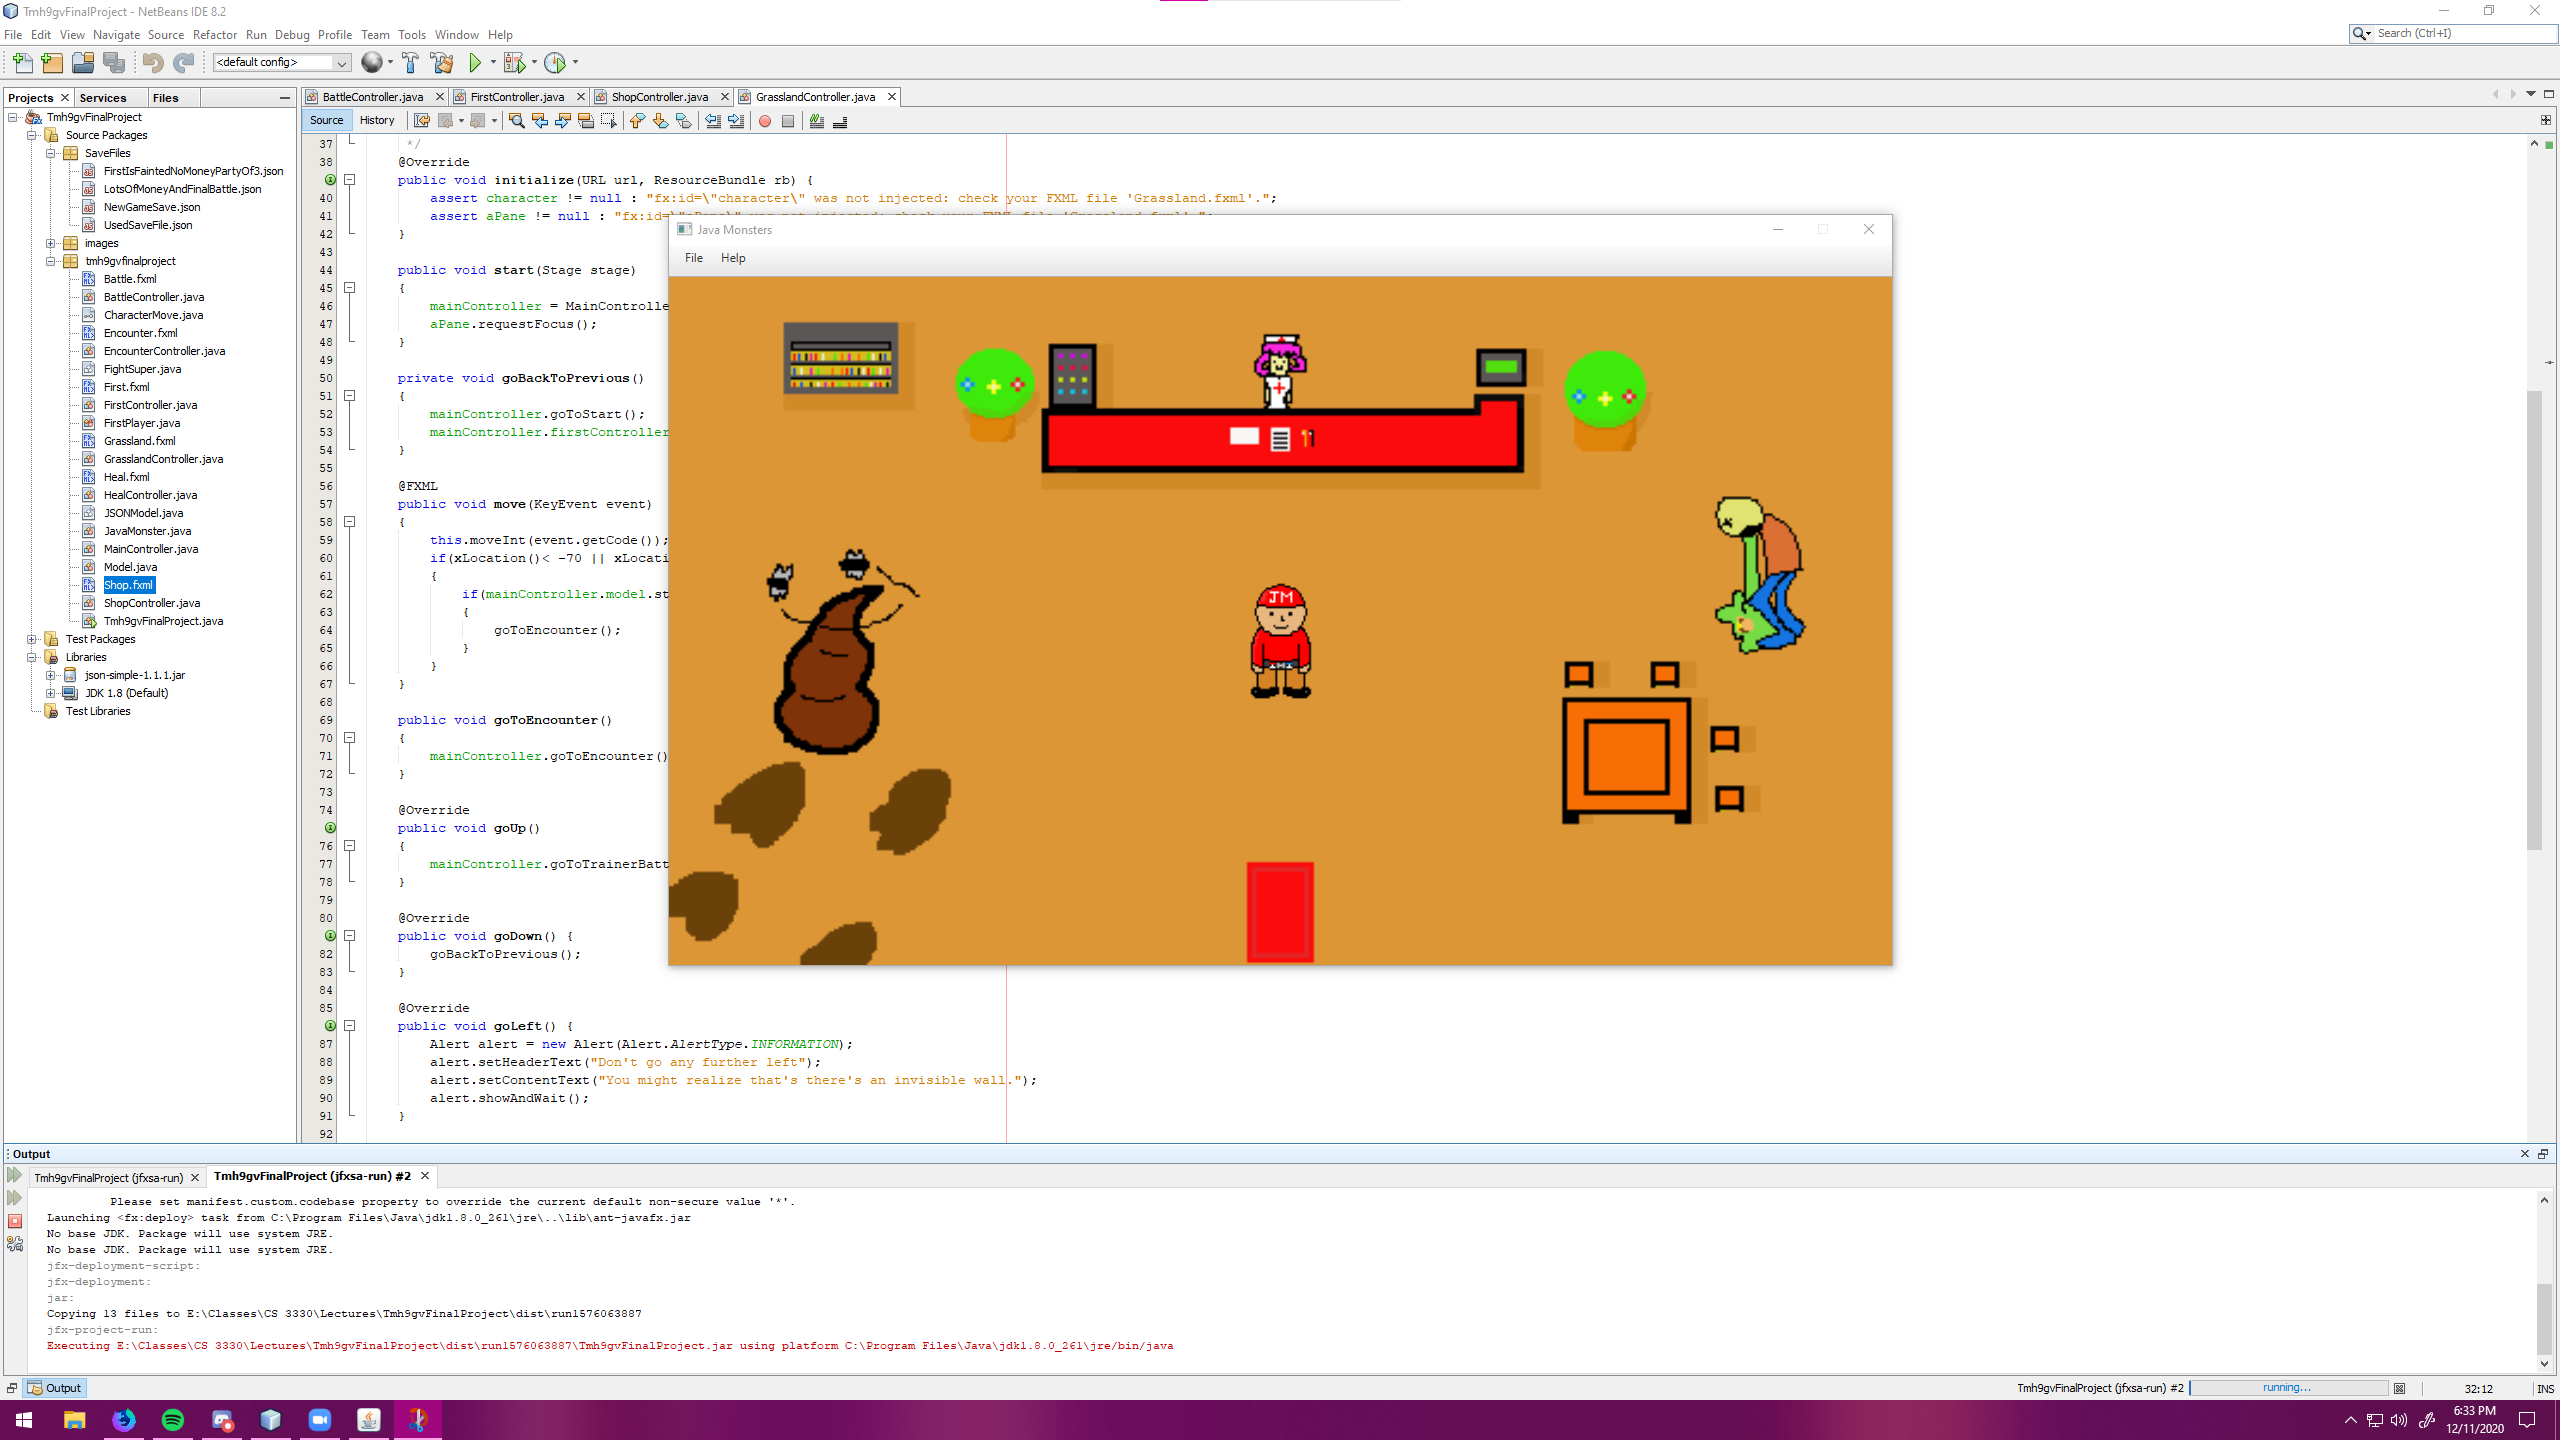 Tmh9gvFinalProject - NetBeans IDE 8.2
File Edit View Navigate Source Refactor Run Debug Profile Team Tools Window Help
Search (Ctrl+I)
<default config>
Projects Services Files
BattleController.java FirstController.java ShopController.java GrasslandController.java
Source History
Tmh9gvFinalProject
Source Packages
SaveFiles
FirstIsFaintedNoMoneyPartyOf3.json
LotsOfMoneyAndFinalBattle.json
NewGameSave.json
UsedSaveFile.json
images
tmh9gvfinalproject
Battle.fxml
BattleController.java
CharacterMove.java
Encounter.fxml
EncounterController.java
FightSuper.java
First.fxml
FirstController.java
FirstPlayer.java
Grassland.fxml
GrasslandController.java
Heal.fxml
HealController.java
JSONModel.java
JavaMonster.java
MainController.java
Model.java
Shop.fxml
ShopController.java
Tmh9gvFinalProject.java
Test Packages
Libraries
json-simple-1.1.1.jar
JDK 1.8 (Default)
Test Libraries
37 */
38 @Override
public void initialize(URL url, ResourceBundle rb) {
40 assert character != null : "fx:id=\"character\" was not injected: check your FXML file 'Grassland.fxml'.";
41 assert aPane != null : "fx:id=\"aPane\" was not injected: check your FXML file 'Grassland.fxml'.";
42 }
43
44 public void start(Stage stage)
45 {
46 mainController = MainControlle
47 aPane.requestFocus();
48 }
49
50 private void goBackToPrevious()
51 {
52 mainController.goToStart();
53 mainController.firstController
54 }
55
56 @FXML
57 public void move(KeyEvent event)
58 {
59 this.moveInt(event.getCode());
60 if(xLocation()< -70 || xLocati
61 {
62 if(mainController.model.st
63 {
64 goToEncounter();
65 }
66 }
67 }
68
69 public void goToEncounter()
70 {
71 mainController.goToEncounter()
72 }
73
74 @Override
public void goUp()
76 {
77 mainController.goToTrainerBatt
78 }
79
80 @Override
public void goDown() {
82 goBackToPrevious();
83 }
84
85 @Override
public void goLeft() {
87 Alert alert = new Alert(Alert.AlertType.INFORMATION);
88 alert.setHeaderText("Don't go any further left");
89 alert.setContentText("You might realize that's there's an invisible wall.");
90 alert.showAndWait();
91 }
92
Java Monsters
File Help
JM
Output
Tmh9gvFinalProject (jfxsa-run) Tmh9gvFinalProject (jfxsa-run) #2
Please set manifest.custom.codebase property to override the current default non-secure value '*'.
Launching <fx:deploy> task from C:\Program Files\Java\jdk1.8.0_261\jre\..\lib\ant-javafx.jar
No base JDK. Package will use system JRE.
No base JDK. Package will use system JRE.
jfx-deployment-script:
jfx-deployment:
jar:
Copying 13 files to E:\Classes\CS 3330\Lectures\Tmh9gvFinalProject\dist\run1576063887
jfx-project-run:
Executing E:\Classes\CS 3330\Lectures\Tmh9gvFinalProject\dist\run1576063887\Tmh9gvFinalProject.jar using platform C:\Program Files\Java\jdk1.8.0_261\jre/bin/java
Output
Tmh9gvFinalProject (jfxsa-run) #2 running... 32:12 INS
6:33 PM
12/11/2020